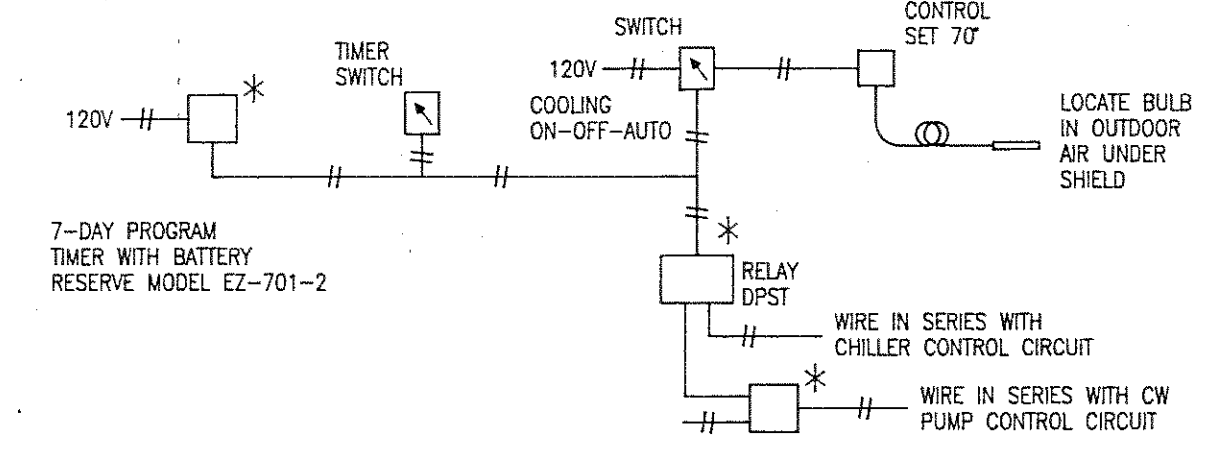 CONTROL
SET 70°
SWITCH
TIMER
SWITCH
120V
120V
COOLING
ON-OFF-AUTO
LOCATE BULB
IN OUTDOOR
AIR UNDER
SHIELD
7-DAY PROGRAM
TIMER WITH BATTERY
RESERVE MODEL EZ-701-2
RELAY
DPST
WIRE IN SERIES WITH
CHILLER CONTROL CIRCUIT
WIRE IN SERIES WITH CW
PUMP CONTROL CIRCUIT